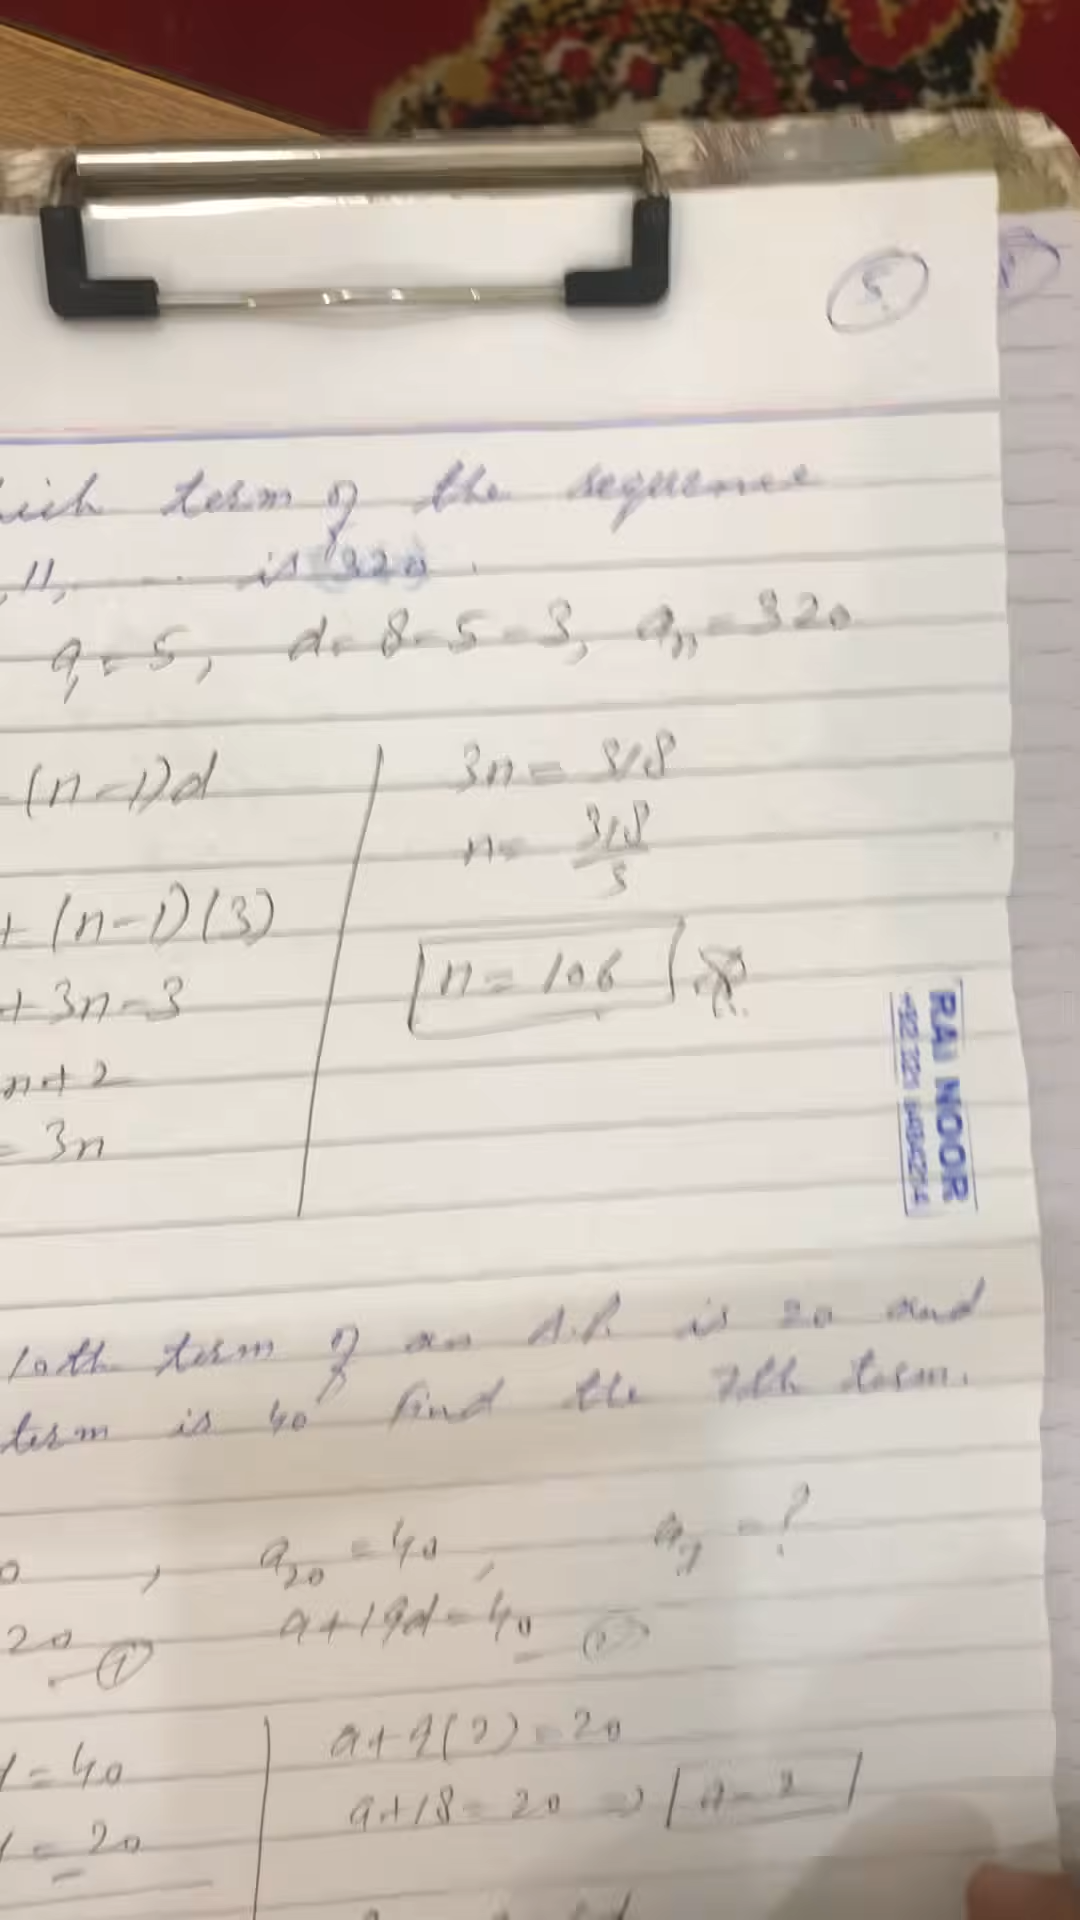 5
ich term of the sequence
, 11, ... is 320.
a₁ = 5, d = 8-5 = 3, aₙ = 320
(n-1)d
+ (n-1)(3)
+ 3n - 3
n + 2
= 3n
3n = 318
n = 318/3
n = 106
RAI NOOR
10th term of an A.P. is 20 and
term is 40 find the 7th term.
0 , a₂₀ = 40, a₇ = ?
20 — (1) a + 19d = 40 —
= 40
= 20
a + 9(2) = 20
a + 18 = 20 ⇒ a = 2